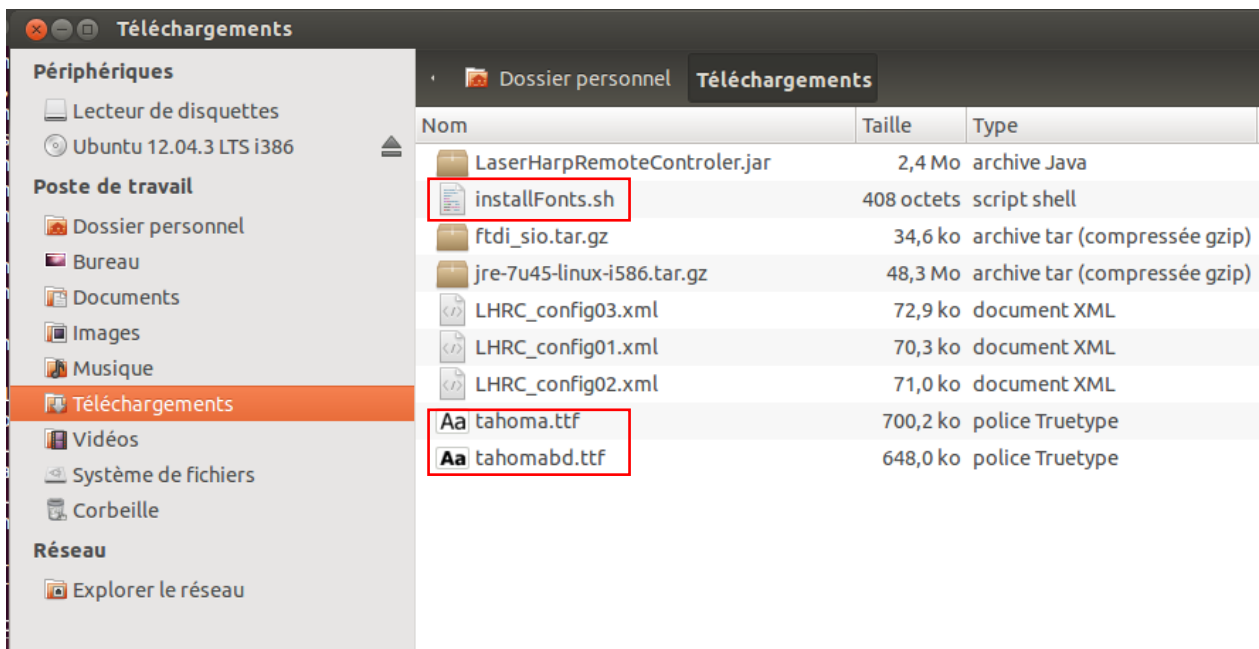 Téléchargements
Périphériques
Lecteur de disquettes
Ubuntu 12.04.3 LTS i386
Poste de travail
Dossier personnel
Bureau
Documents
Images
Musique
Téléchargements
Vidéos
Système de fichiers
Corbeille
Réseau
Explorer le réseau
Dossier personnel Téléchargements
Nom Taille Type
LaserHarpRemoteControler.jar 2,4 Mo archive Java
installFonts.sh 408 octets script shell
ftdi_sio.tar.gz 34,6 ko archive tar (compressée gzip)
jre-7u45-linux-i586.tar.gz 48,3 Mo archive tar (compressée gzip)
LHRC_config03.xml 72,9 ko document XML
LHRC_config01.xml 70,3 ko document XML
LHRC_config02.xml 71,0 ko document XML
Aa tahoma.ttf 700,2 ko police Truetype
Aa tahomabd.ttf 648,0 ko police Truetype